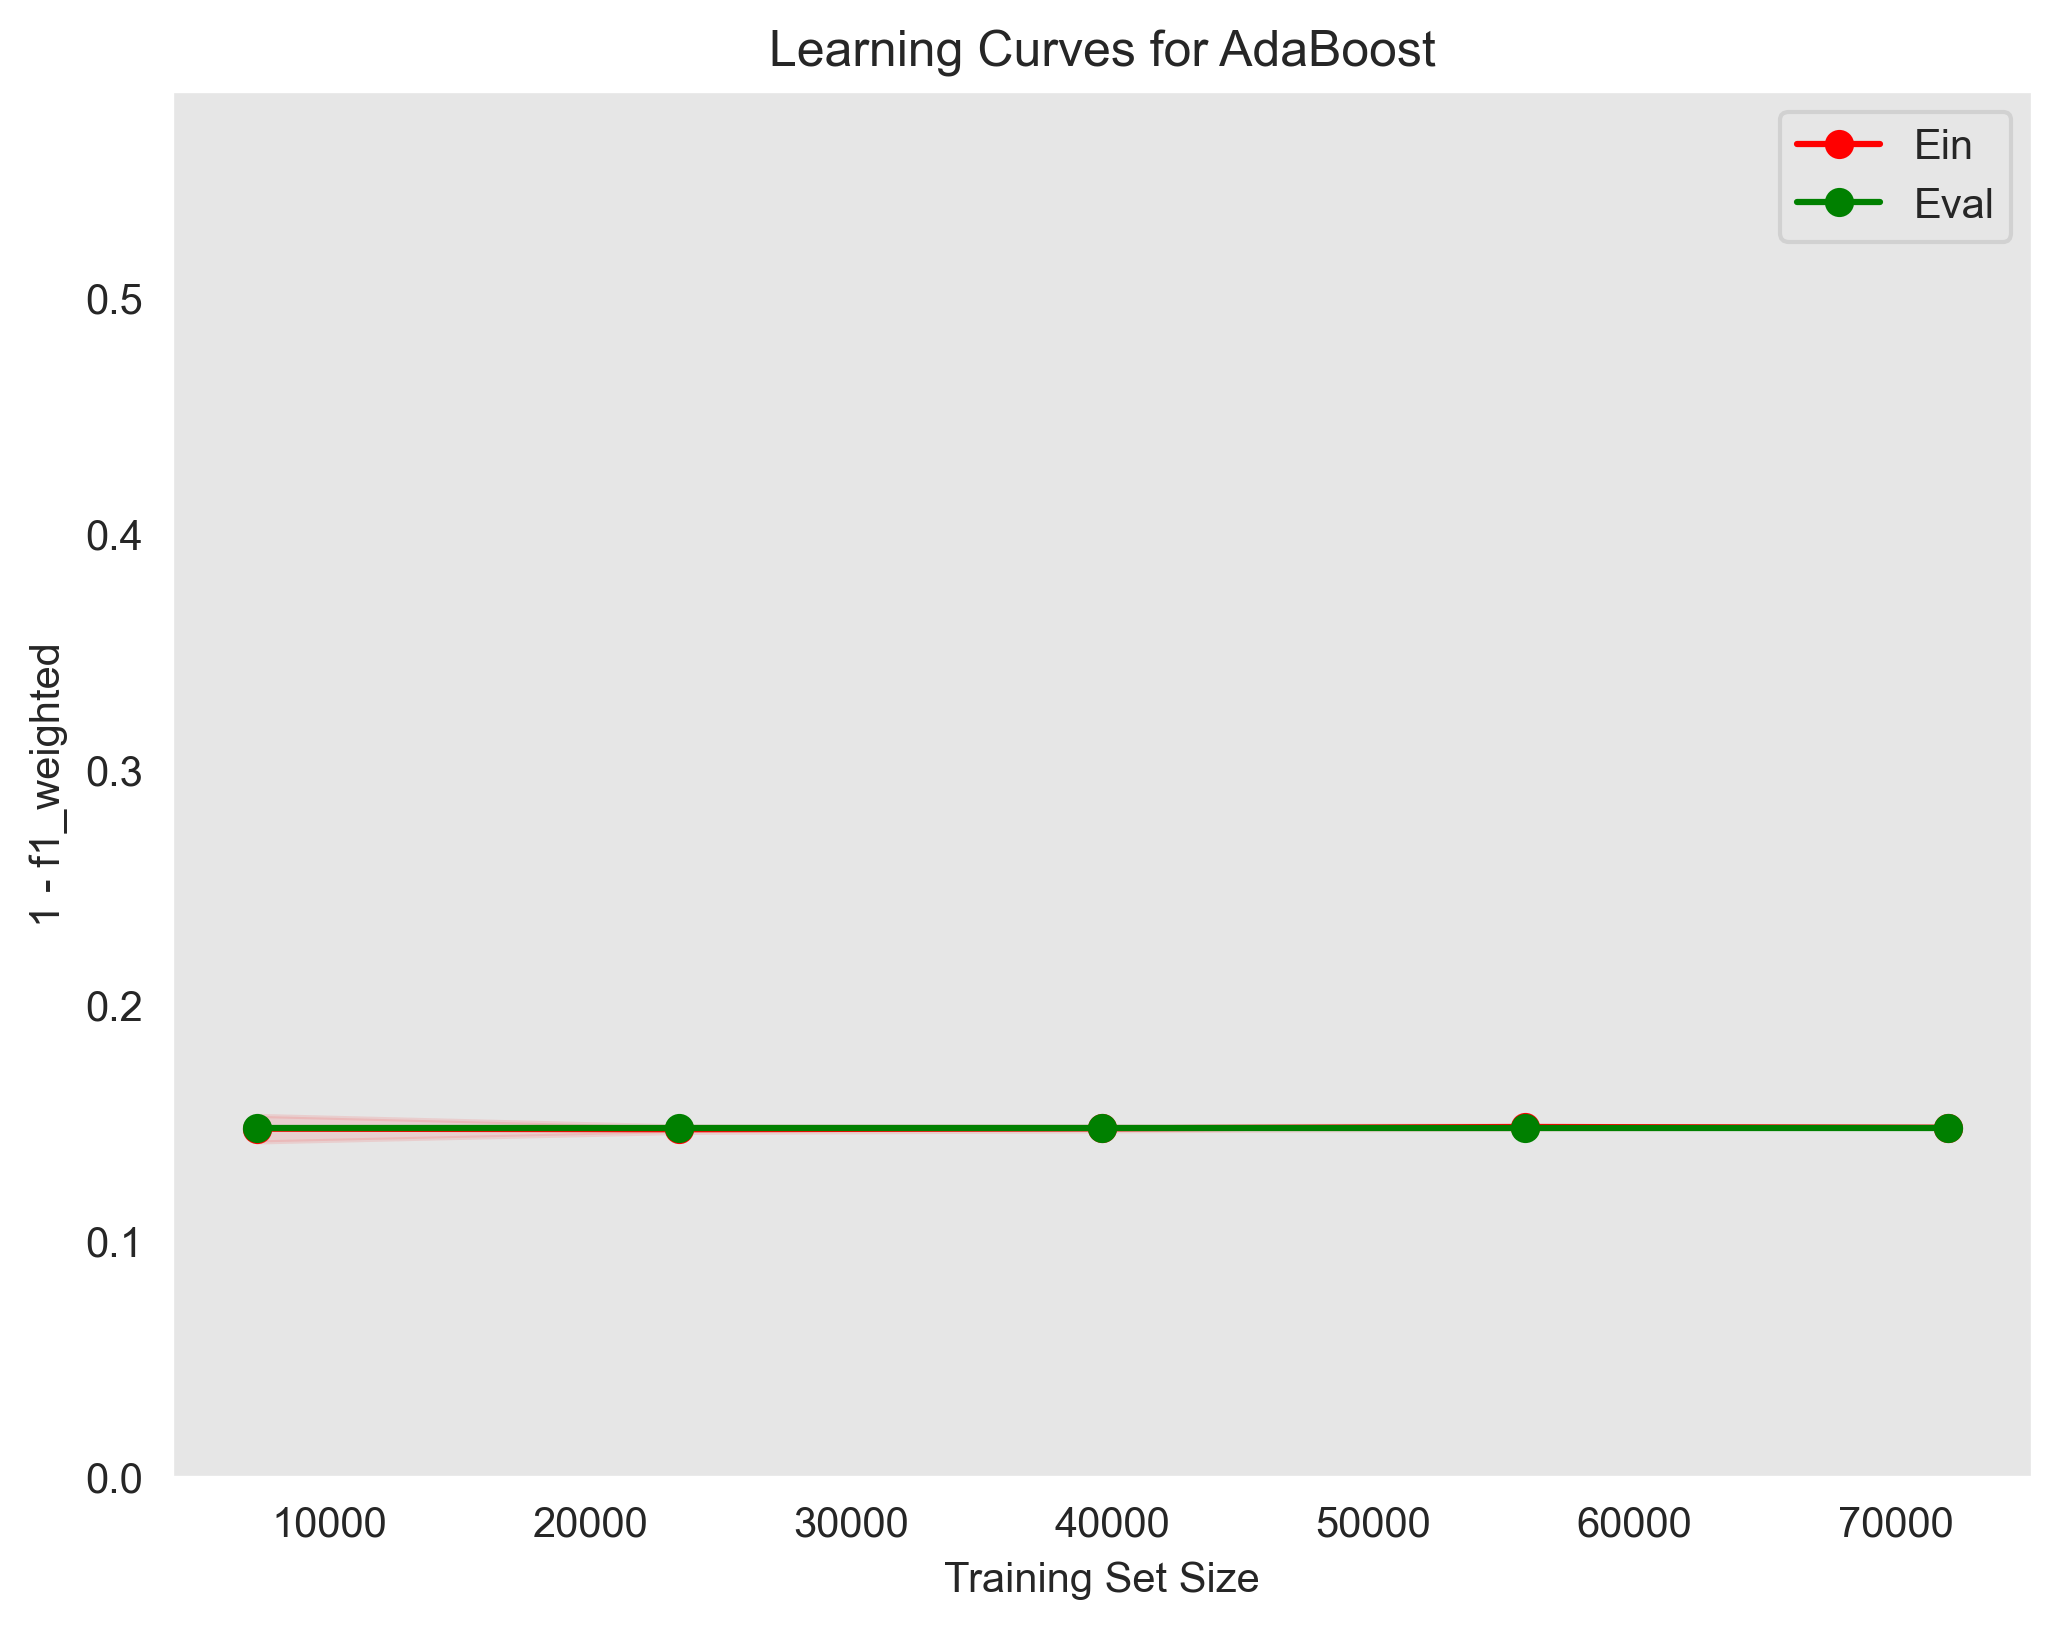 Learning Curves for AdaBoost
Ein
Eval
0.5
0.4
0.3
0.2
0.1
0.0
1 - f1_weighted
10000 20000 30000 40000 50000 60000 70000
Training Set Size